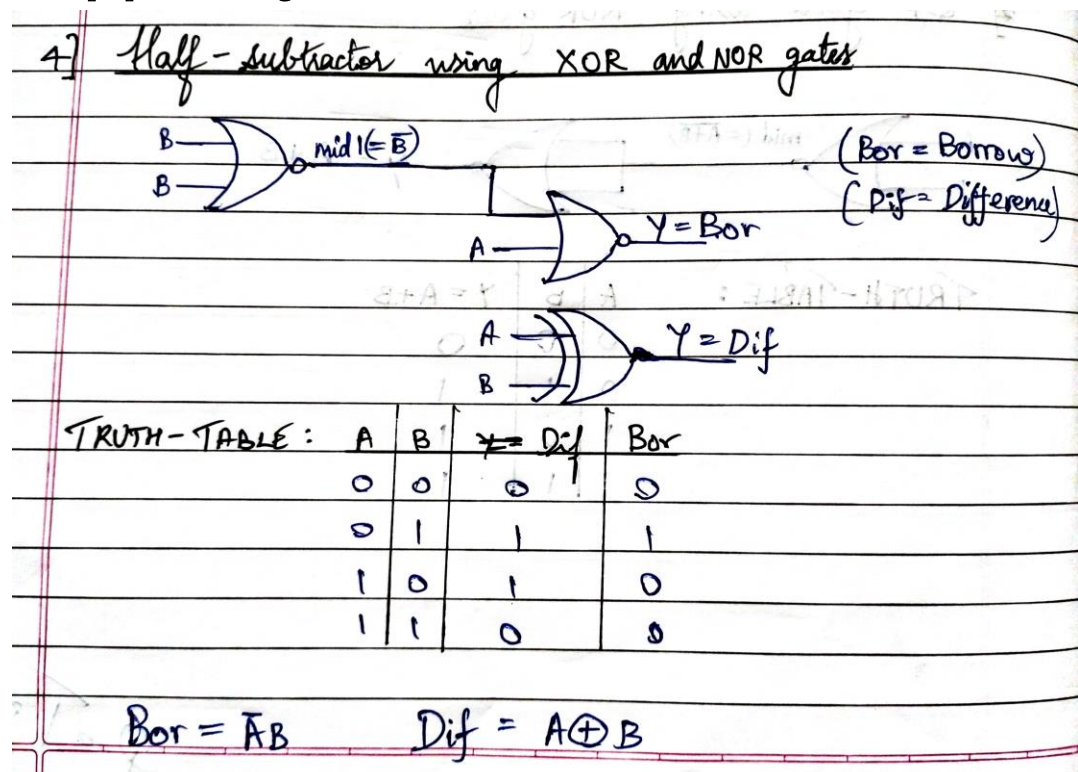 4] Half-subtractor using XOR and NOR gates
B
mid 1(=B̅)
B
(Bor = Borrow)
(Dif = Difference)
Y = Bor
A
A
Y = Dif
B
TRUTH-TABLE: A B Dif Bor
0 0 0 0
0 1 1 1
1 0 1 0
1 1 0 0
Bor = A̅B Dif = A⊕B